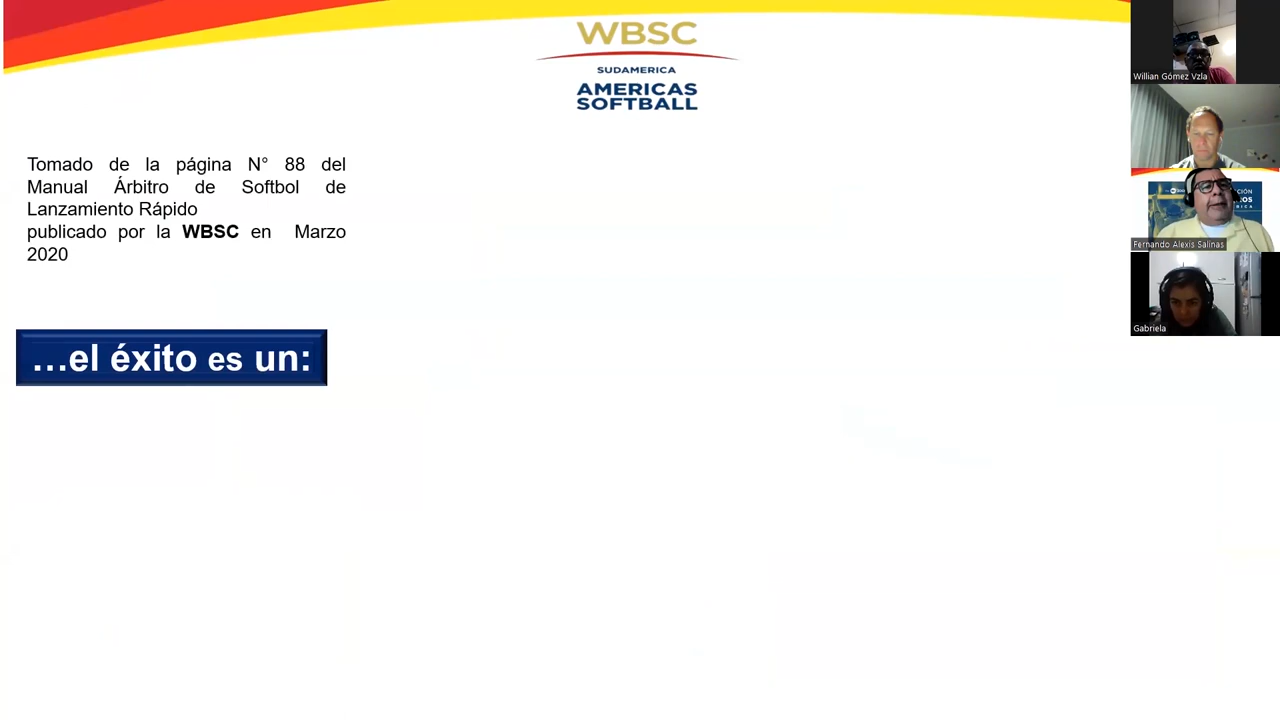 WBSC
SUDAMERICA
AMERICAS
SOFTBALL
Tomado de la página N° 88 del
Manual Árbitro de Softbol de
Lanzamiento Rápido
publicado por la WBSC en Marzo
2020
…el éxito es un:
Willian Gómez Vzla
Fernando Alexis Salinas
Gabriela